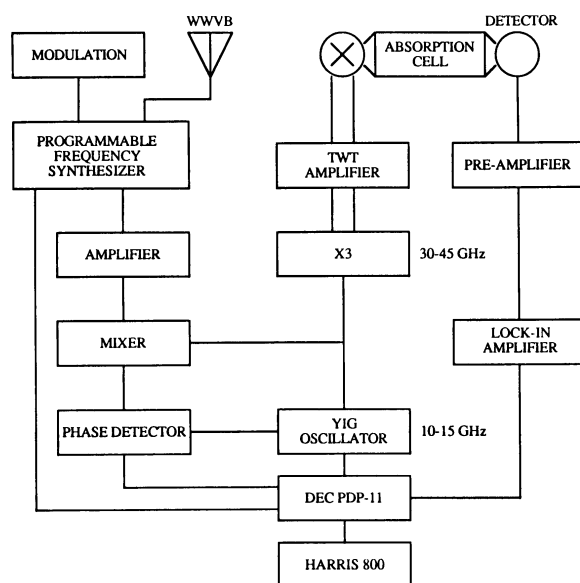 WWVB
DETECTOR
MODULATION
ABSORPTION
CELL
PROGRAMMABLE
FREQUENCY
SYNTHESIZER
TWT
AMPLIFIER
PRE-AMPLIFIER
AMPLIFIER
X3
30-45 GHz
MIXER
LOCK-IN
AMPLIFIER
PHASE DETECTOR
YIG
OSCILLATOR
10-15 GHz
DEC PDP-11
HARRIS 800